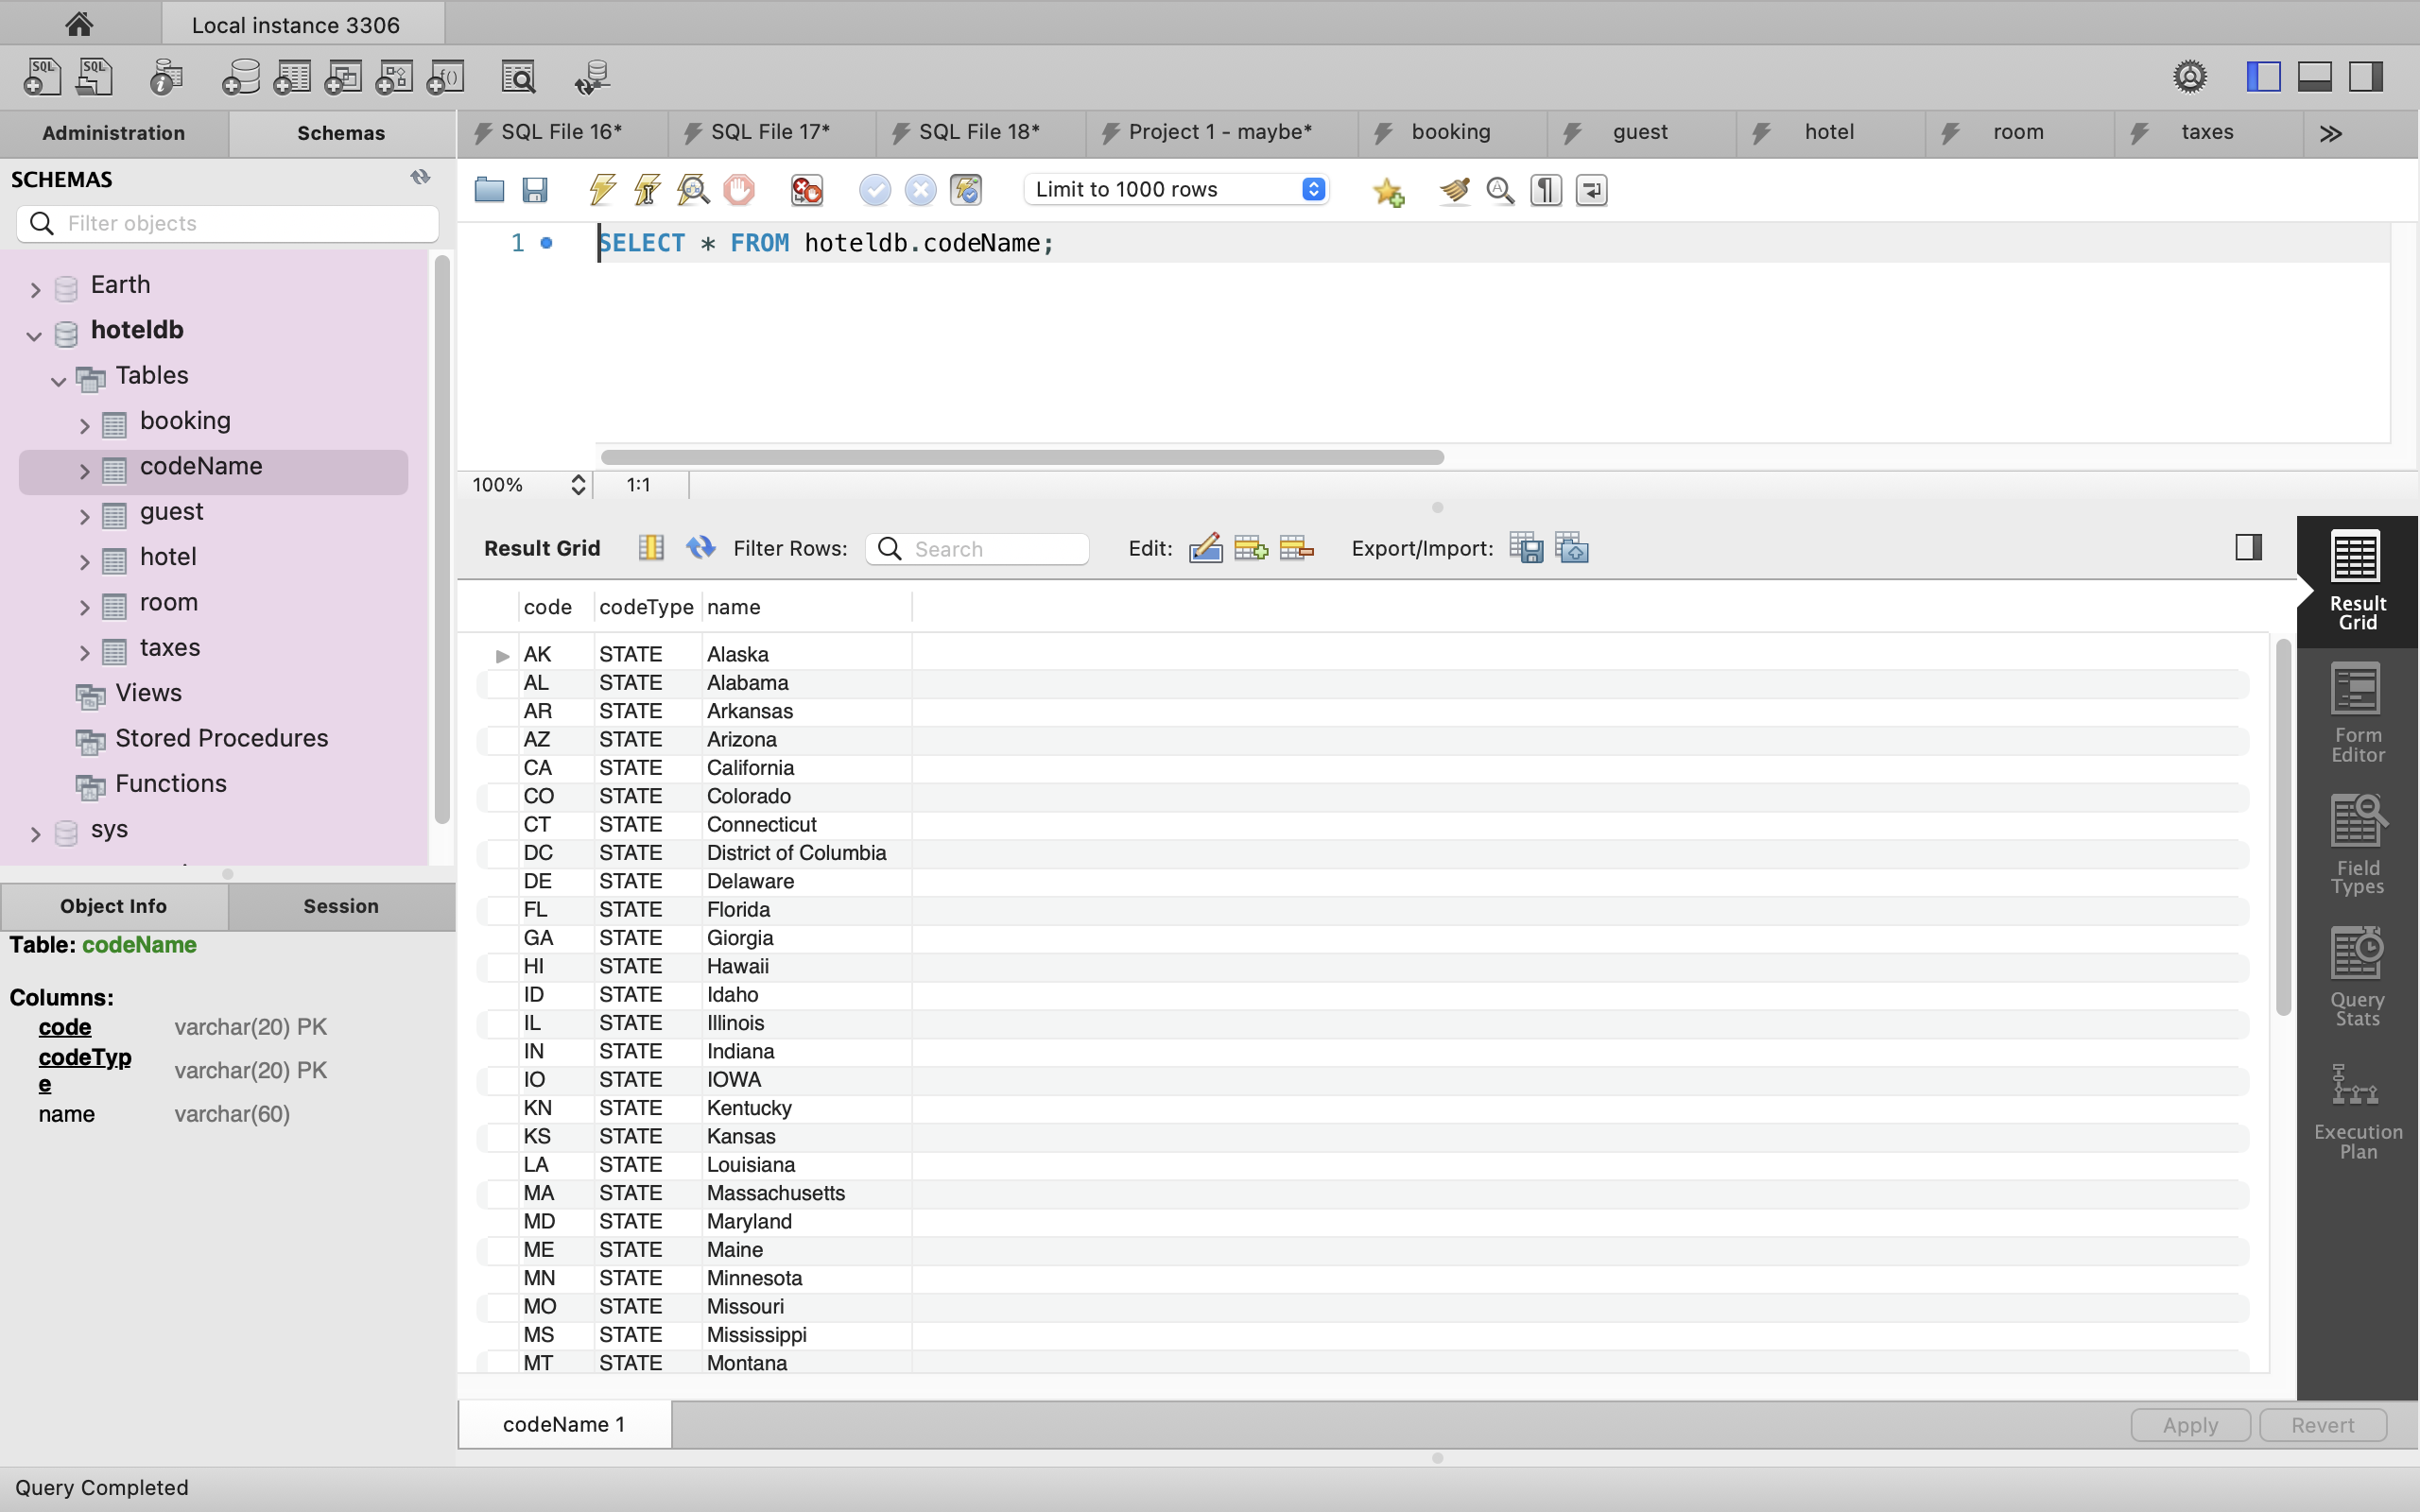 Local instance 3306
Administration Schemas
SQL File 16* SQL File 17* SQL File 18* Project 1 - maybe* booking guest hotel room taxes
SCHEMAS
Filter objects
Limit to 1000 rows
1 SELECT * FROM hoteldb.codeName;
Earth
hoteldb
Tables
booking
codeName
guest
hotel
room
taxes
Views
Stored Procedures
Functions
sys
100% 1:1
Result Grid Filter Rows: Search Edit: Export/Import:
code codeType name
AK STATE Alaska
AL STATE Alabama
AR STATE Arkansas
AZ STATE Arizona
CA STATE California
CO STATE Colorado
CT STATE Connecticut
DC STATE District of Columbia
DE STATE Delaware
FL STATE Florida
GA STATE Giorgia
HI STATE Hawaii
ID STATE Idaho
IL STATE Illinois
IN STATE Indiana
IO STATE IOWA
KN STATE Kentucky
KS STATE Kansas
LA STATE Louisiana
MA STATE Massachusetts
MD STATE Maryland
ME STATE Maine
MN STATE Minnesota
MO STATE Missouri
MS STATE Mississippi
MT STATE Montana
Result
Grid
Form
Editor
Field
Types
Query
Stats
Execution
Plan
Object Info Session
Table: codeName
Columns:
code varchar(20) PK
codeTyp
e varchar(20) PK
name varchar(60)
codeName 1
Apply Revert
Query Completed